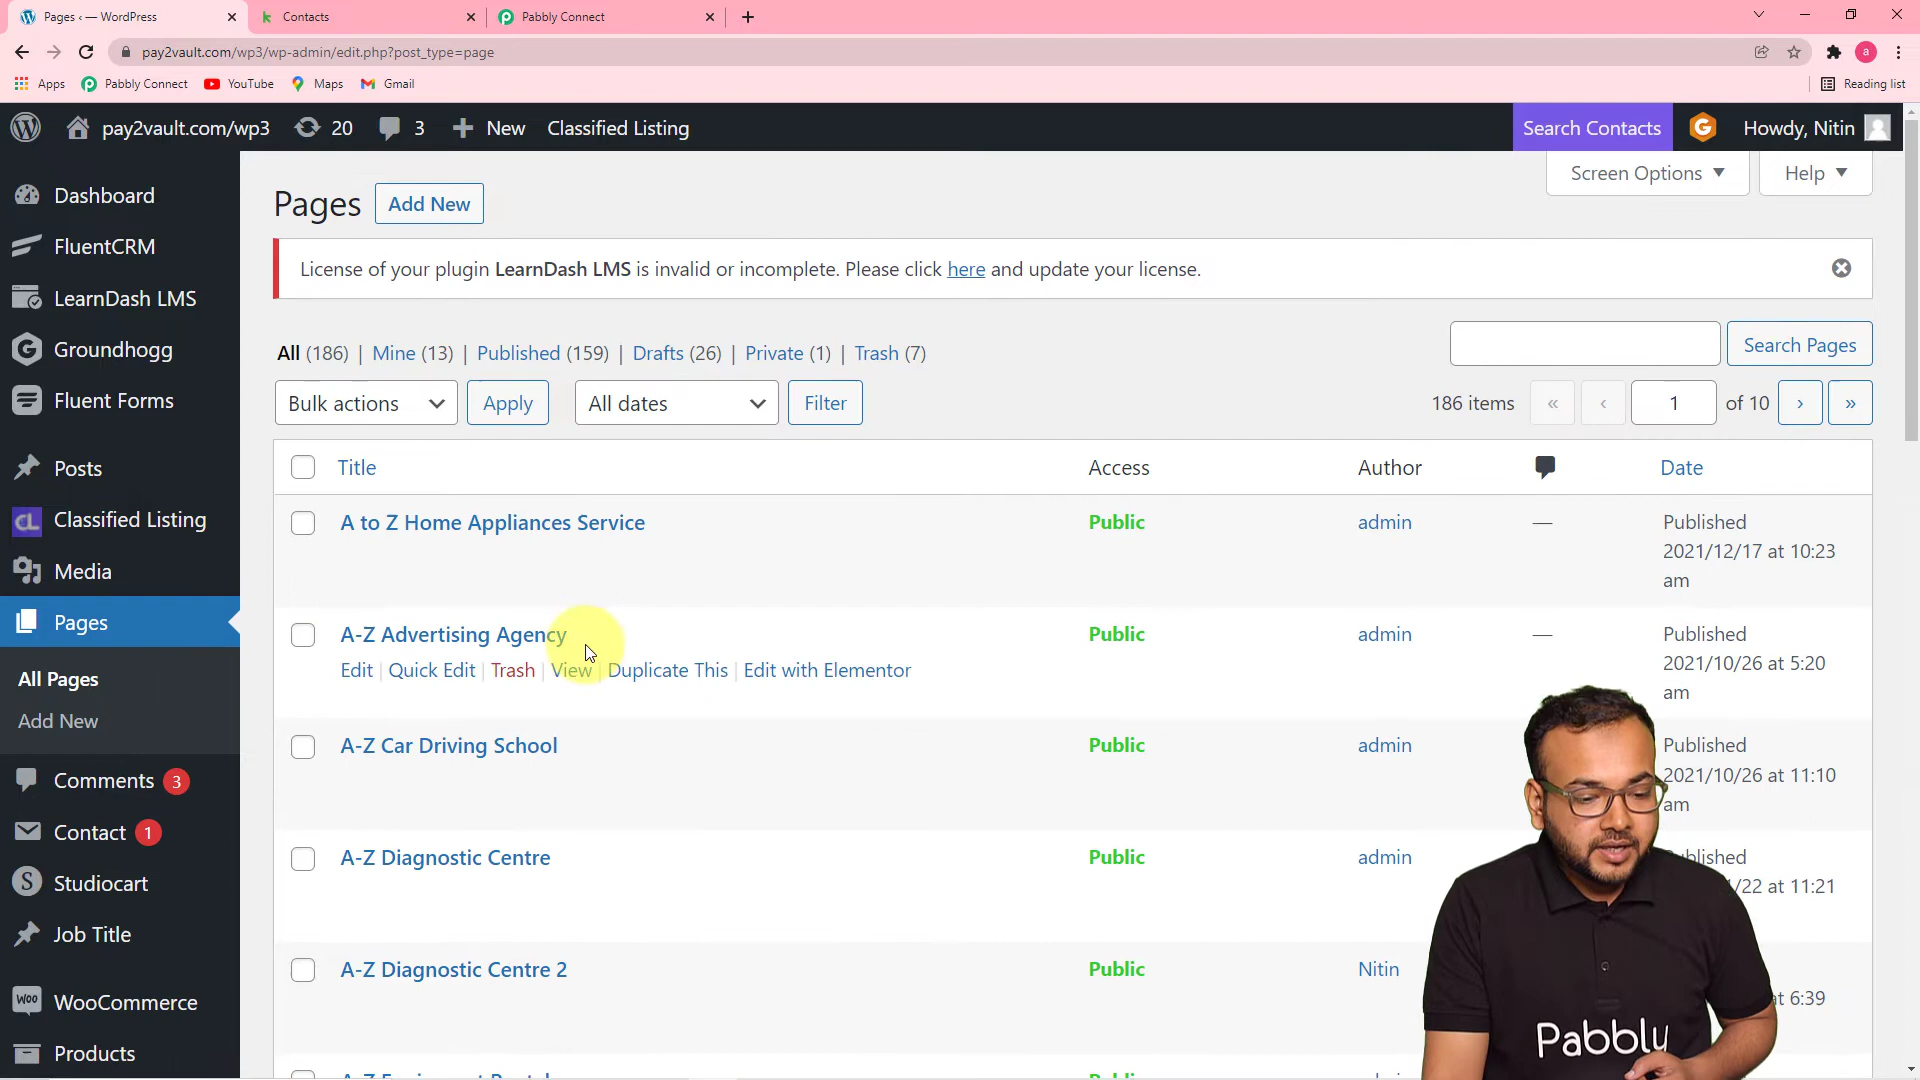 Pages ‹ — WordPress
Contacts
Pabbly Connect
pay2vault.com/wp3/wp-admin/edit.php?post_type=page
a
Apps
Pabbly Connect
YouTube
Maps
Gmail
Reading list
pay2vault.com/wp3
20
3
New
Classified Listing
Search Contacts
Howdy, Nitin
Dashboard
FluentCRM
LearnDash LMS
Groundhogg
Fluent Forms
Posts
Classified Listing
Media
Pages
All Pages
Add New
Comments 3
Contact 1
Studiocart
Job Title
WooCommerce
Products
Screen Options
Help
Pages
Add New
License of your plugin LearnDash LMS is invalid or incomplete. Please click here and update your license.
All (186) | Mine (13) | Published (159) | Drafts (26) | Private (1) | Trash (7)
Search Pages
Bulk actions
Apply
All dates
Filter
186 items « ‹ 1 of 10 › »
Title Access Author Date
A to Z Home Appliances Service Public admin — Published
2021/12/17 at 10:23
am
A-Z Advertising Agency Public admin — Published
Edit | Quick Edit | Trash | View | Duplicate This | Edit with Elementor
2021/10/26 at 5:20
am
A-Z Car Driving School Public admin Published
2021/10/26 at 11:10
am
A-Z Diagnostic Centre Public admin
/22 at 11:21
A-Z Diagnostic Centre 2 Public Nitin
at 6:39
Pabbly